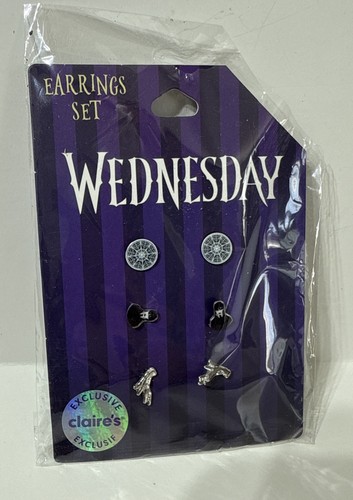 EARRINGS
SET
WEDNESDAY
EXCLUSIVE
claire's
EXCLUSIF